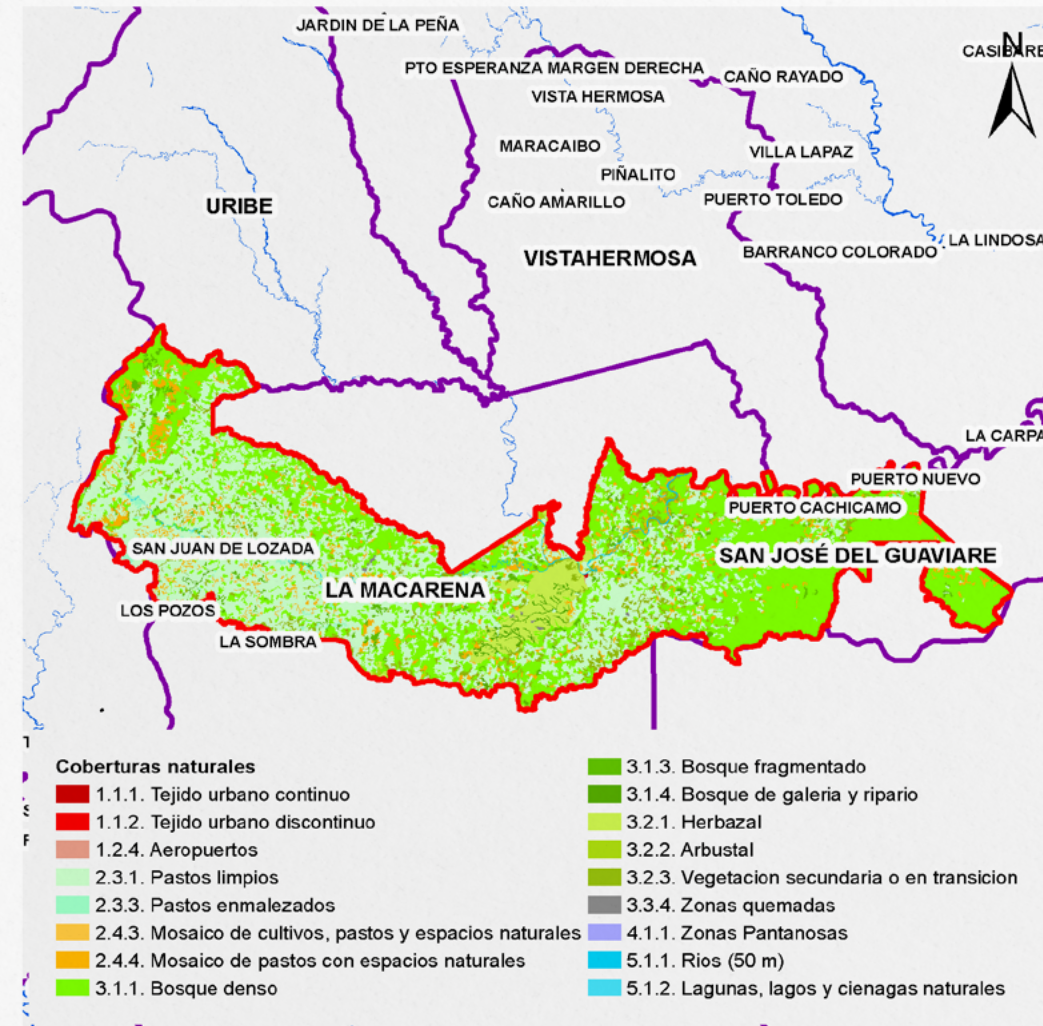 JARDIN DE LA PEÑA
N
CASIBARE
PTO ESPERANZA MARGEN DERECHA
CAÑO RAYADO
VISTA HERMOSA
MARACAIBO
VILLA LAPAZ
PIÑALITO
URIBE
CAÑO AMARILLO
PUERTO TOLEDO
LA LINDOSA
VISTAHERMOSA
BARRANCO COLORADO
LA CARPA
PUERTO NUEVO
PUERTO CACHICAMO
SAN JUAN DE LOZADA
SAN JOSÉ DEL GUAVIARE
LA MACARENA
LOS POZOS
LA SOMBRA
Coberturas naturales
1.1.1. Tejido urbano continuo
1.1.2. Tejido urbano discontinuo
1.2.4. Aeropuertos
2.3.1. Pastos limpios
2.3.3. Pastos enmalezados
2.4.3. Mosaico de cultivos, pastos y espacios naturales
2.4.4. Mosaico de pastos con espacios naturales
3.1.1. Bosque denso
3.1.3. Bosque fragmentado
3.1.4. Bosque de galeria y ripario
3.2.1. Herbazal
3.2.2. Arbustal
3.2.3. Vegetacion secundaria o en transicion
3.3.4. Zonas quemadas
4.1.1. Zonas Pantanosas
5.1.1. Rios (50 m)
5.1.2. Lagunas, lagos y cienagas naturales